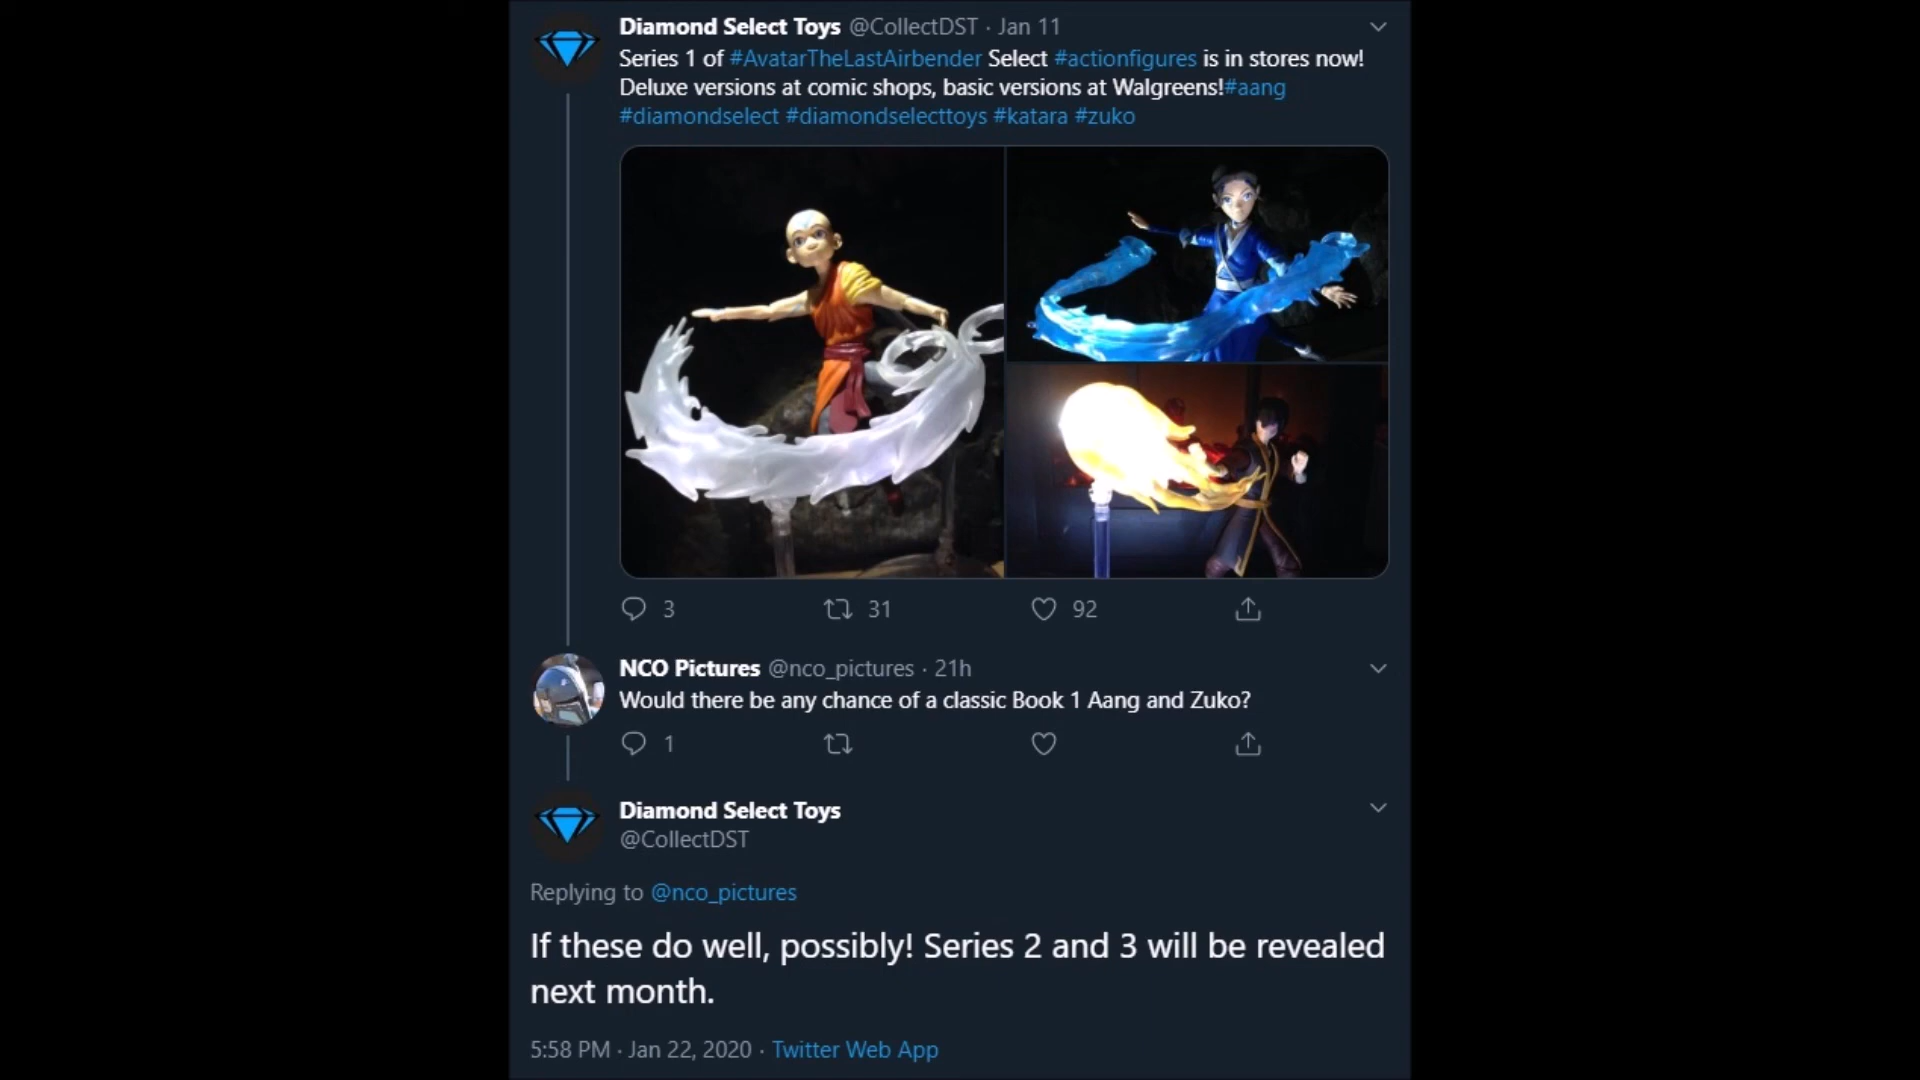 Diamond Select Toys @CollectDST · Jan 11
Series 1 of #AvatarTheLastAirbender Select #actionfigures is in stores now!
Deluxe versions at comic shops, basic versions at Walgreens!#aang
#diamondselect #diamondselecttoys #katara #zuko
3 31 92
NCO Pictures @nco_pictures · 21h
Would there be any chance of a classic Book 1 Aang and Zuko?
1
Diamond Select Toys
@CollectDST
Replying to @nco_pictures
If these do well, possibly! Series 2 and 3 will be revealed
next month.
5:58 PM · Jan 22, 2020 · Twitter Web App